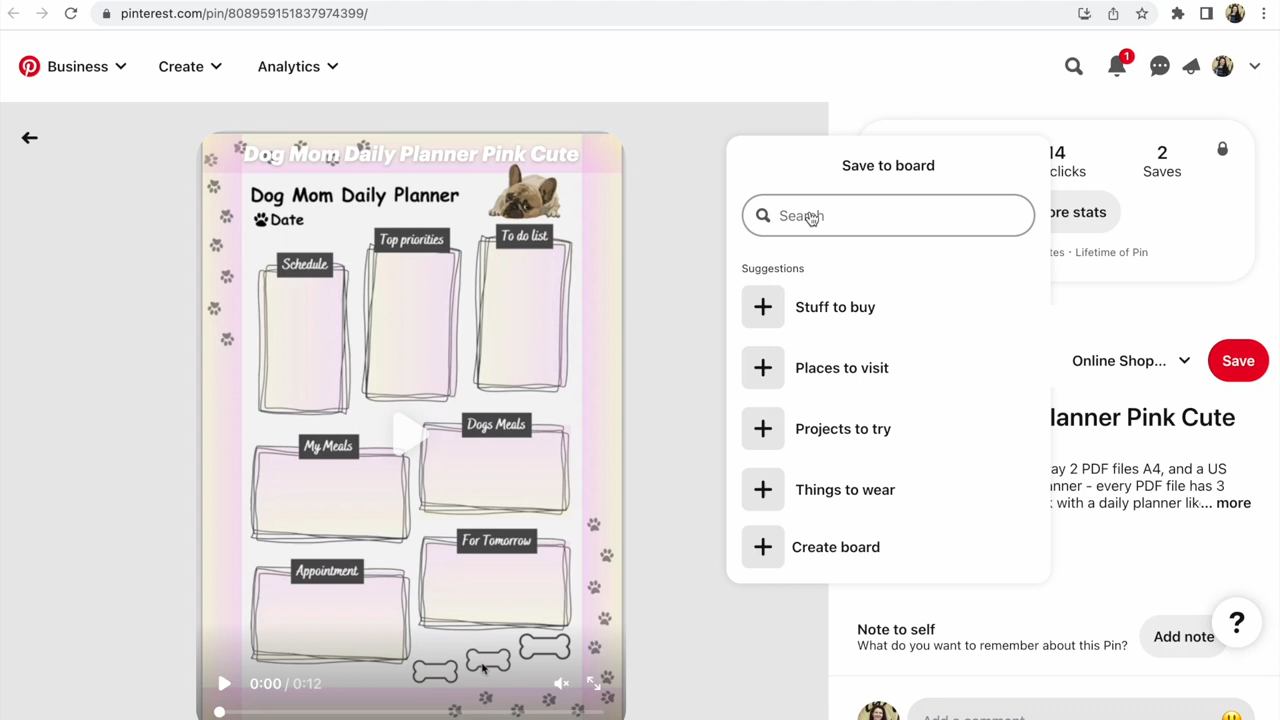 pinterest.com/pin/808959151837974399/
Business
Create
Analytics
1
Dog Mom Daily Planner Pink Cute
Dog Mom Daily Planner
Date
Schedule
Top priorities
To do list
My Meals
Dogs Meals
Appointment
For Tomorrow
0:00 / 0:12
Save to board
Search
Suggestions
Stuff to buy
Places to visit
Projects to try
Things to wear
Create board
14
clicks
2
Saves
ore stats
tes · Lifetime of Pin
Online Shop...
Save
lanner Pink Cute
ay 2 PDF files A4, and a US
anner - every PDF file has 3
k with a daily planner lik... more
Note to self
What do you want to remember about this Pin?
Add note
?
Add a comment